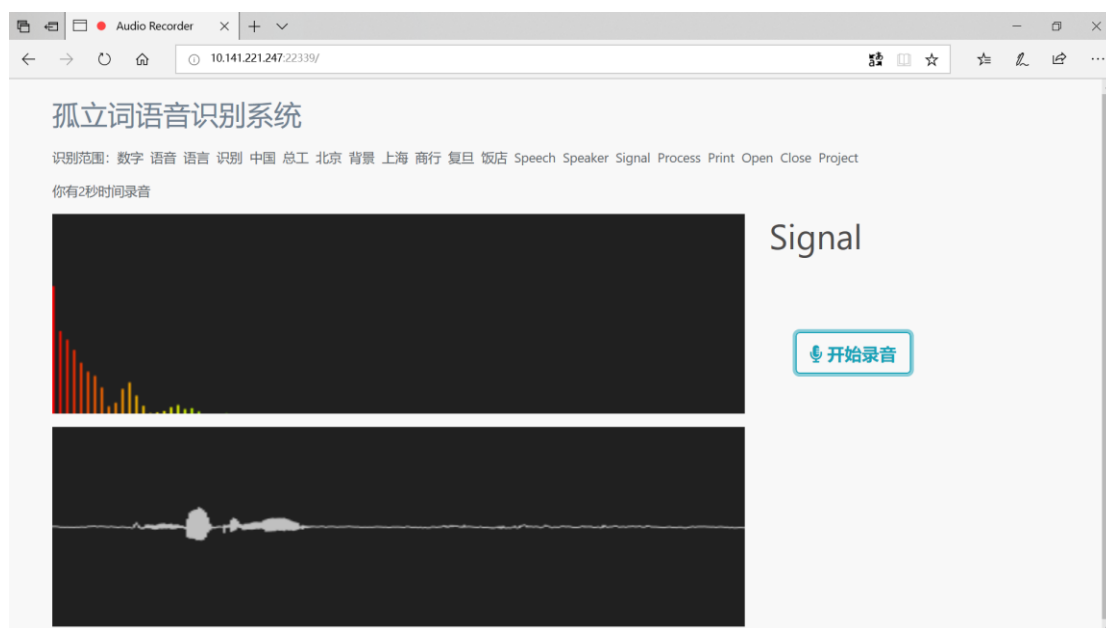 Audio Recorder
10.141.221.247:22339/
孤立词语音识别系统
识别范围: 数字 语音 语言 识别 中国 总工 北京 背景 上海 商行 复旦 饭店 Speech Speaker Signal Process Print Open Close Project
你有2秒时间录音
Signal
开始录音